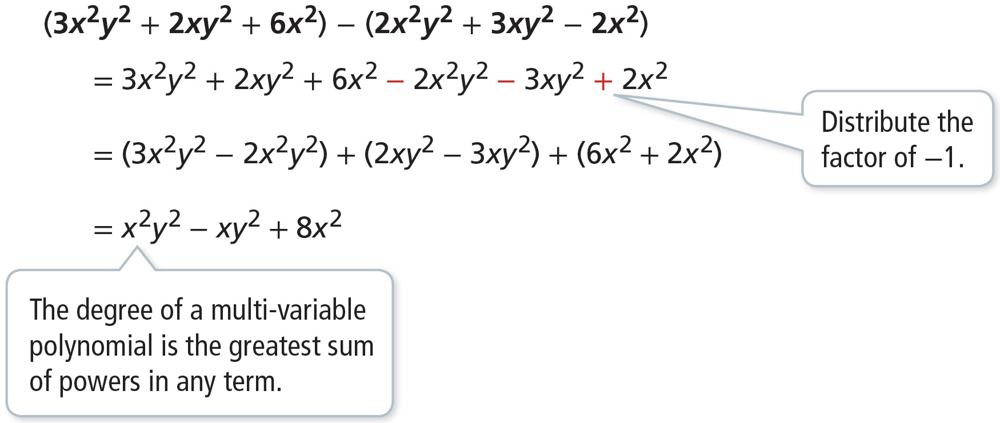 (3x²y² + 2xy² + 6x²) − (2x²y² + 3xy² − 2x²)
= 3x²y² + 2xy² + 6x² − 2x²y² − 3xy² + 2x²
Distribute the
factor of −1.
= (3x²y² − 2x²y²) + (2xy² − 3xy²) + (6x² + 2x²)
= x²y² − xy² + 8x²
The degree of a multi-variable
polynomial is the greatest sum
of powers in any term.